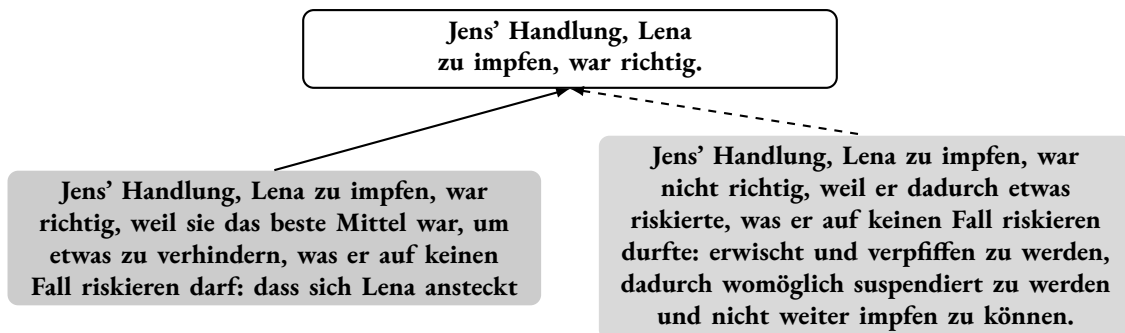 Jens’ Handlung, Lena
zu impfen, war richtig.
Jens’ Handlung, Lena zu impfen, war
richtig, weil sie das beste Mittel war, um
etwas zu verhindern, was er auf keinen
Fall riskieren darf: dass sich Lena ansteckt
Jens’ Handlung, Lena zu impfen, war
nicht richtig, weil er dadurch etwas
riskierte, was er auf keinen Fall riskieren
durfte: erwischt und verpfiffen zu werden,
dadurch womöglich suspendiert zu werden
und nicht weiter impfen zu können.